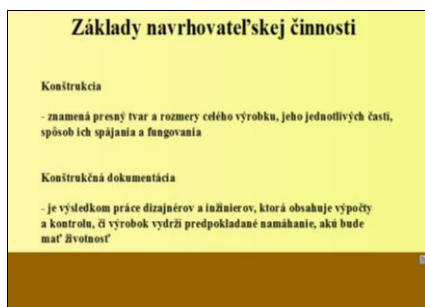 Základy navrhovateľskej činnosti
Konštrukcia
- znamená presný tvar a rozmery celého výrobku, jeho jednotlivých častí,
spôsob ich spájania a fungovania
Konštrukčná dokumentácia
- je výsledkom práce dizajnérov a inžinierov, ktorá obsahuje výpočty
a kontrolu, či výrobok vydrží predpokladané namáhanie, akú bude
mať životnosť